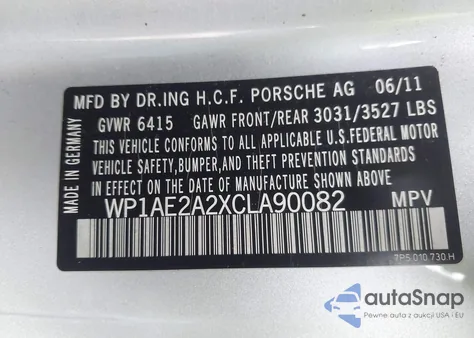 MFD BY DR.ING H.C.F. PORSCHE AG 06/11
GVWR 6415 GAWR FRONT/REAR 3031/3527 LBS
THIS VEHICLE CONFORMS TO ALL APPLICABLE U.S.FEDERAL MOTOR
VEHICLE SAFETY,BUMPER,AND THEFT PREVENTION STANDARDS IN
EFFECT ON THE DATE OF MANUFACTURE SHOWN ABOVE.
WP1AE2A2XCLA90082 MPV
MADE IN GERMANY
7P5.010.730.H
autoSnap
Pewne auta z aukcji USA i EU